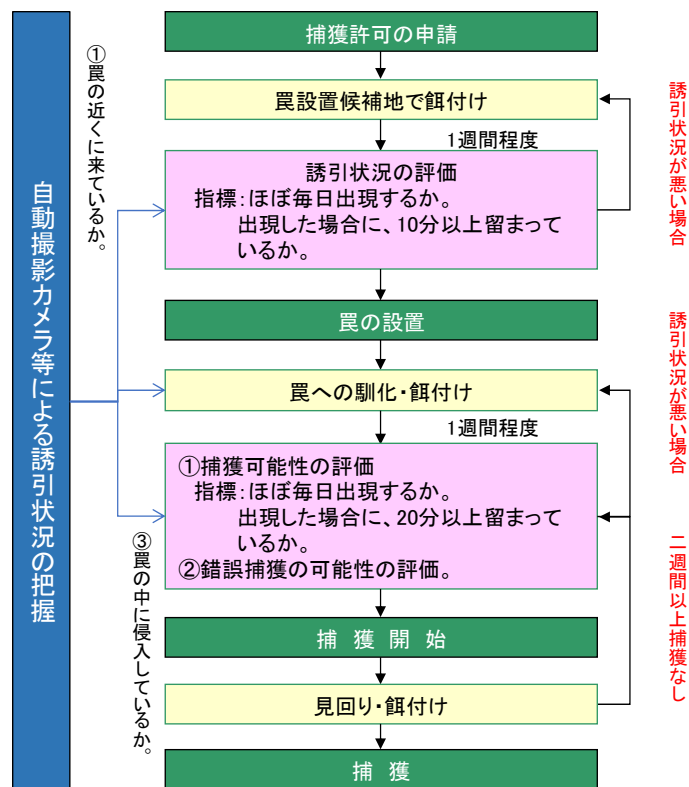 捕獲許可の申請
①罠の近くに来ているか。
罠設置候補地で餌付け
誘引状況が悪い場合
1週間程度
誘引状況の評価
指標:ほぼ毎日出現するか。
出現した場合に、10分以上留まって
いるか。
自動撮影カメラ等による誘引状況の把握
罠の設置
誘引状況が悪い場合
罠への馴化・餌付け
1週間程度
①捕獲可能性の評価
指標:ほぼ毎日出現するか。
出現した場合に、20分以上留まって
いるか。
②錯誤捕獲の可能性の評価。
③罠の中に侵入しているか。
二週間以上捕獲なし
捕 獲 開 始
見回り・餌付け
捕 獲